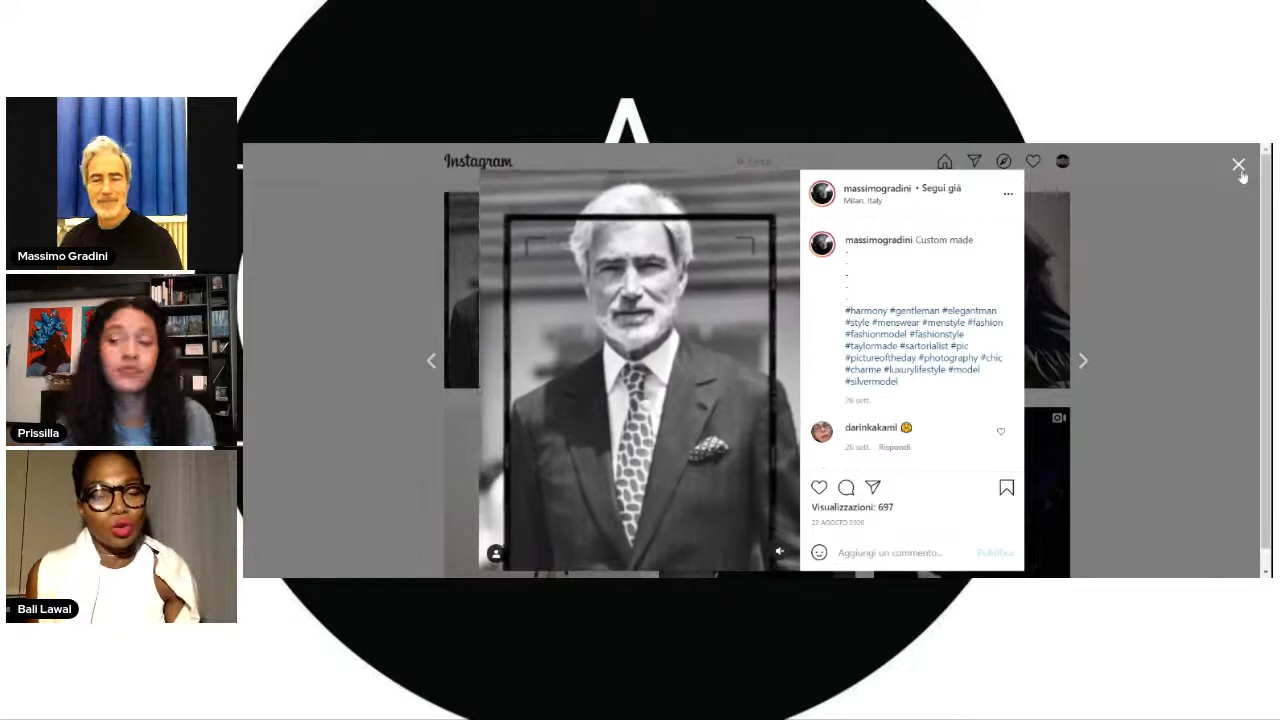 A
Massimo Gradini
Prissilla
Bali Lawal
Instagram
Cerca
massimogradini • Segui già
Milan, Italy
massimogradini Custom made
-
-
-
-
-
#harmony #gentleman #elegantman
#style #menswear #menstyle #fashion
#fashionmodel #fashionstyle
#taylormade #sartorialist #pic
#pictureoftheday #photography #chic
#charme #luxurylifestyle #model
#silvermodel
26 sett.
darinkakami 😊
26 sett. Rispondi
Visualizzazioni: 697
22 AGOSTO 2020
Aggiungi un commento... Pubblica